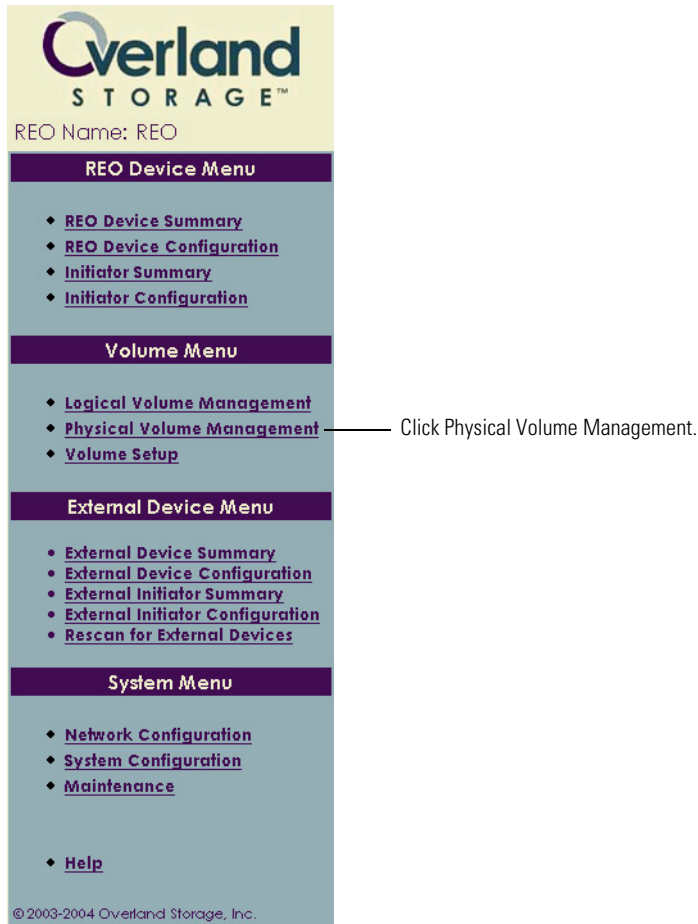 Overland
STORAGE™
REO Name: REO
REO Device Menu
REO Device Summary
REO Device Configuration
Initiator Summary
Initiator Configuration
Volume Menu
Logical Volume Management
Physical Volume Management
Click Physical Volume Management.
Volume Setup
External Device Menu
External Device Summary
External Device Configuration
External Initiator Summary
External Initiator Configuration
Rescan for External Devices
System Menu
Network Configuration
System Configuration
Maintenance
Help
©2003-2004 Overland Storage, Inc.